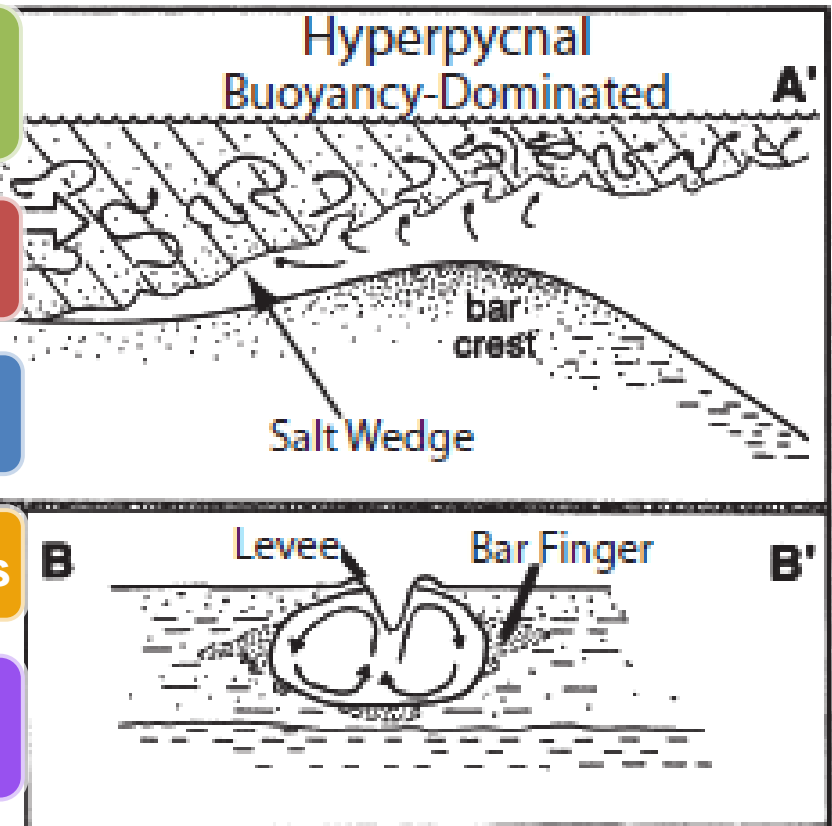 Hyperpycnal
Buoyancy-Dominated
A'
bar
crest
Salt Wedge
s
B
Levee
Bar Finger
B'